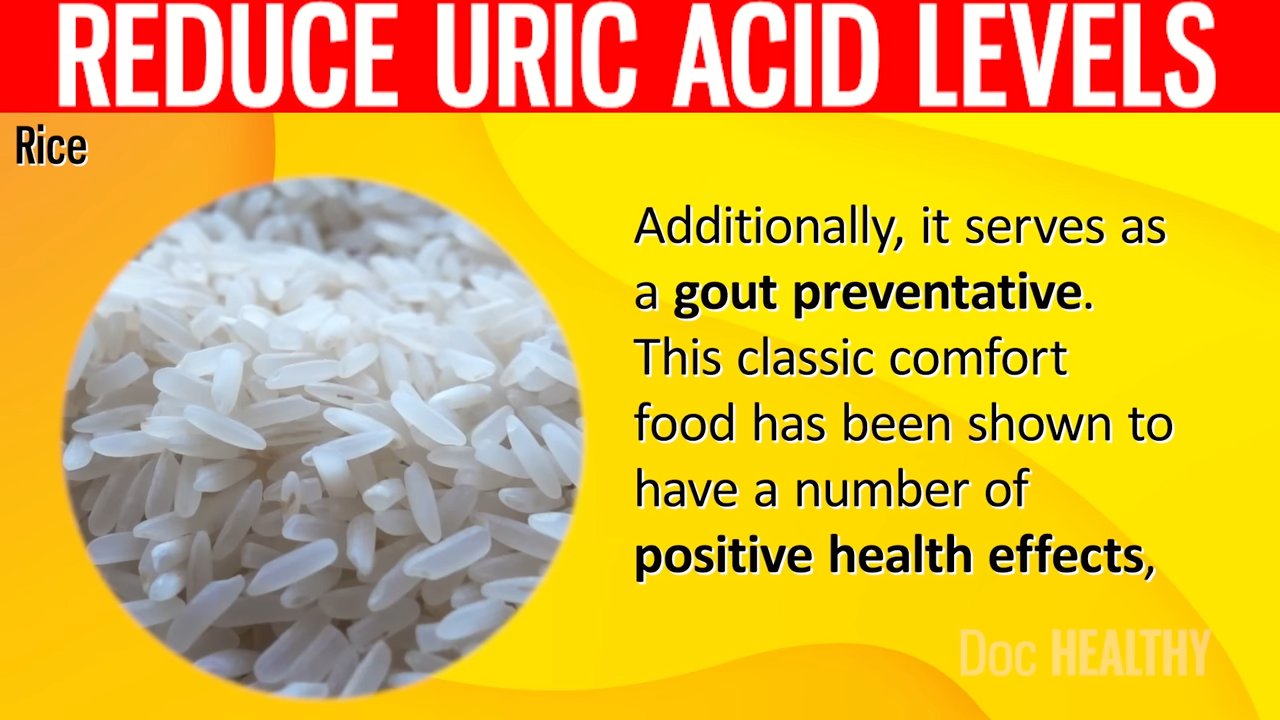 REDUCE URIC ACID LEVELS
Rice
Additionally, it serves as
a gout preventative.
This classic comfort
food has been shown to
have a number of
positive health effects,
Doc HEALTHY